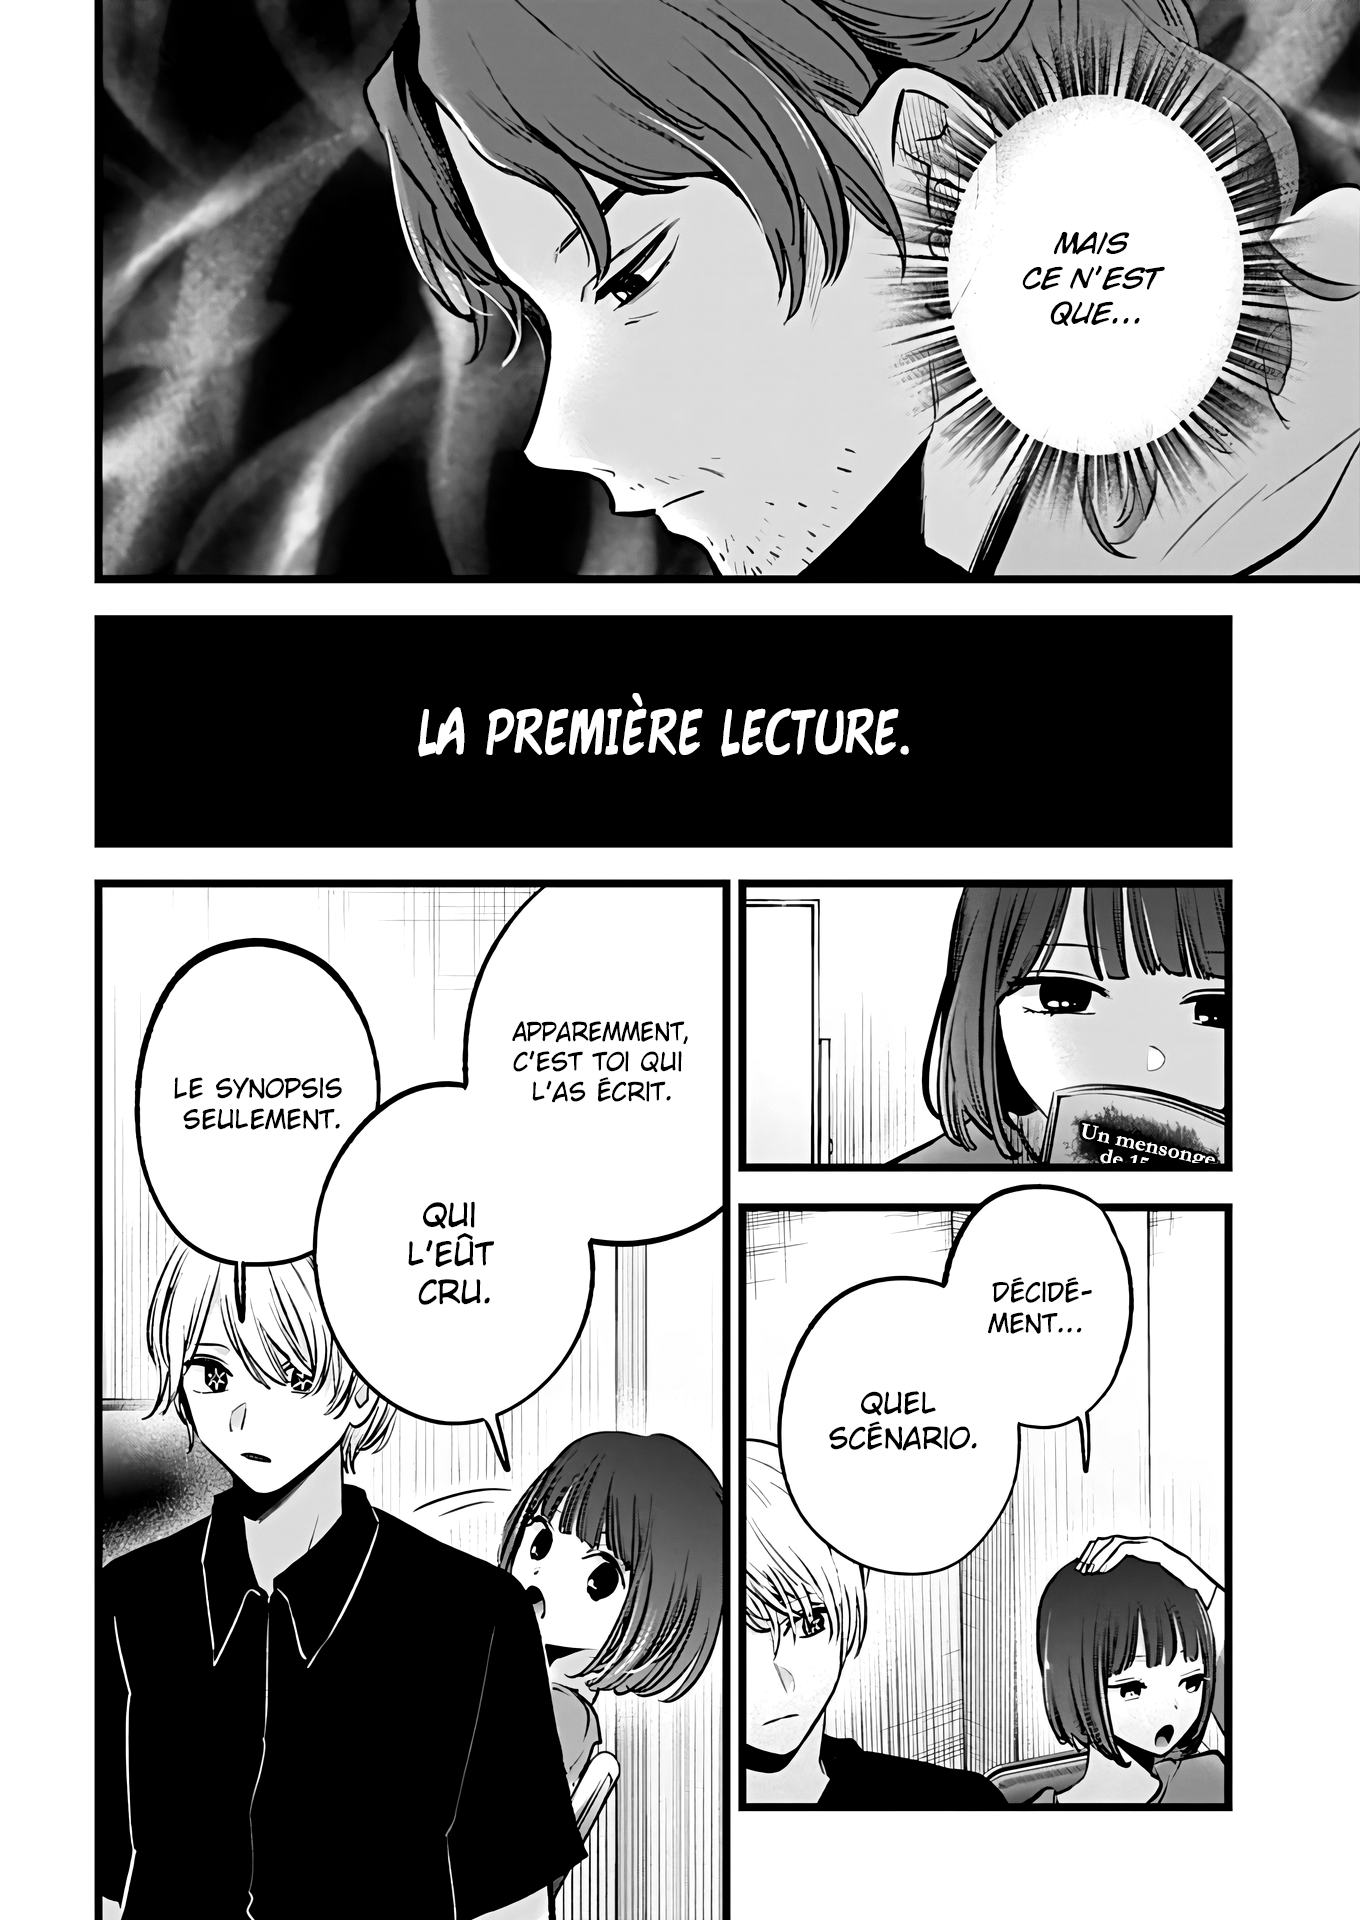 MAIS
CE N'EST
QUE...
LA PREMIÈRE LECTURE.
Un mensonge
de 15
DÉCIDÉ-
MENT...
QUEL
SCÉNARIO.
APPAREMMENT,
C'EST TOI QUI
L'AS ÉCRIT.
QUI
L'EÛT
CRU.
LE SYNOPSIS
SEULEMENT.